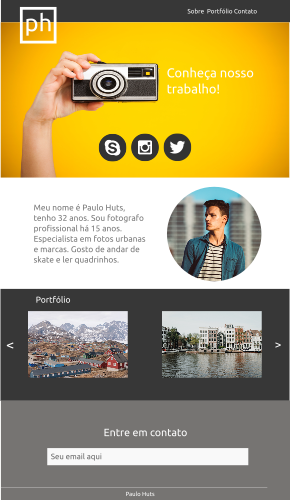 ph
Sobre Portfólio Contato
Conheça nosso
trabalho!
Meu nome é Paulo Huts,
tenho 32 anos. Sou fotografo
profissional há 15 anos.
Especialista em fotos urbanas
e marcas. Gosto de andar de
skate e ler quadrinhos.
Portfólio
< >
Entre em contato
Seu email aqui
Paulo Huts